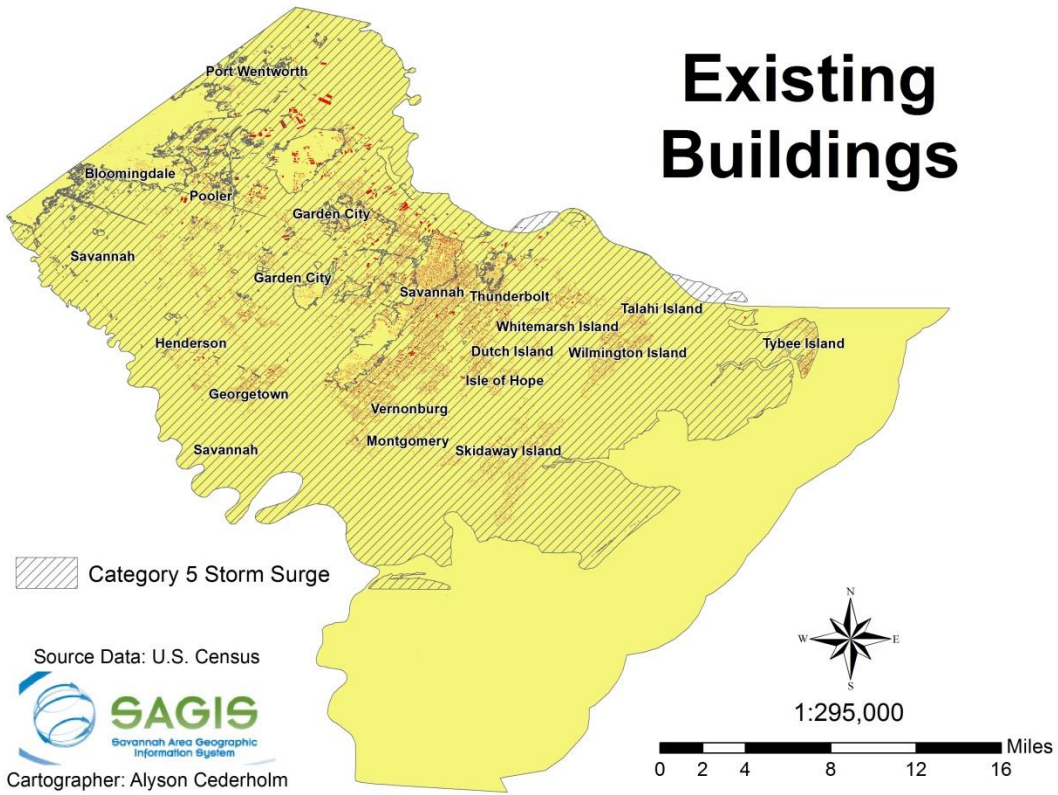 Existing
Buildings
Port Wentworth
Bloomingdale
Pooler
Garden City
Savannah
Garden City
Savannah
Thunderbolt
Talahi Island
Whitemarsh Island
Henderson
Dutch Island
Wilmington Island
Tybee Island
Isle of Hope
Georgetown
Vernonburg
Montgomery
Savannah
Skidaway Island
Category 5 Storm Surge
Source Data: U.S. Census
SAGIS
Savannah Area Geographic
Information System
Cartographer: Alyson Cederholm
N
W
E
S
1:295,000
Miles
0 2 4 8 12 16